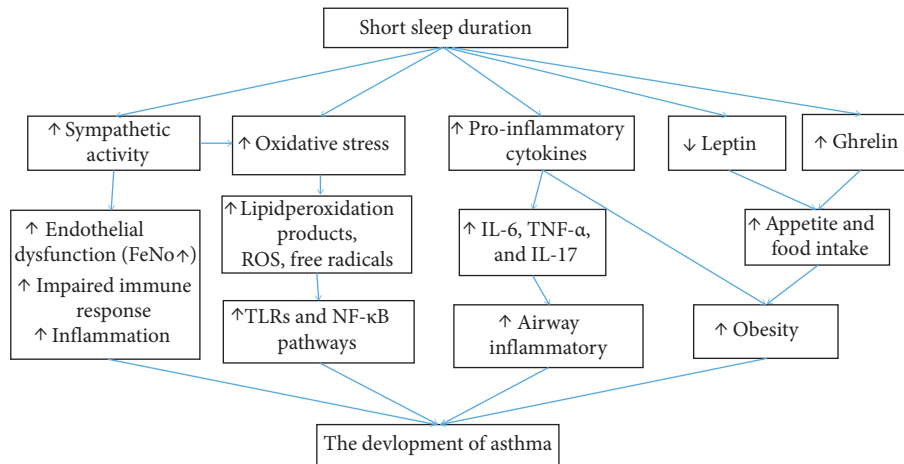 Short sleep duration
↑ Sympathetic
activity
↑ Oxidative stress
↑ Pro-inflammatory
cytokines
↓ Leptin
↑ Ghrelin
↑ Endothelial
dysfunction (FeNo↑)
↑ Impaired immune
response
↑ Inflammation
↑ Lipidperoxidation
products,
ROS, free radicals
↑ IL-6, TNF-α,
and IL-17
↑ Appetite and
food intake
↑TLRs and NF-κB
pathways
↑ Airway
inflammatory
↑ Obesity
The devlopment of asthma